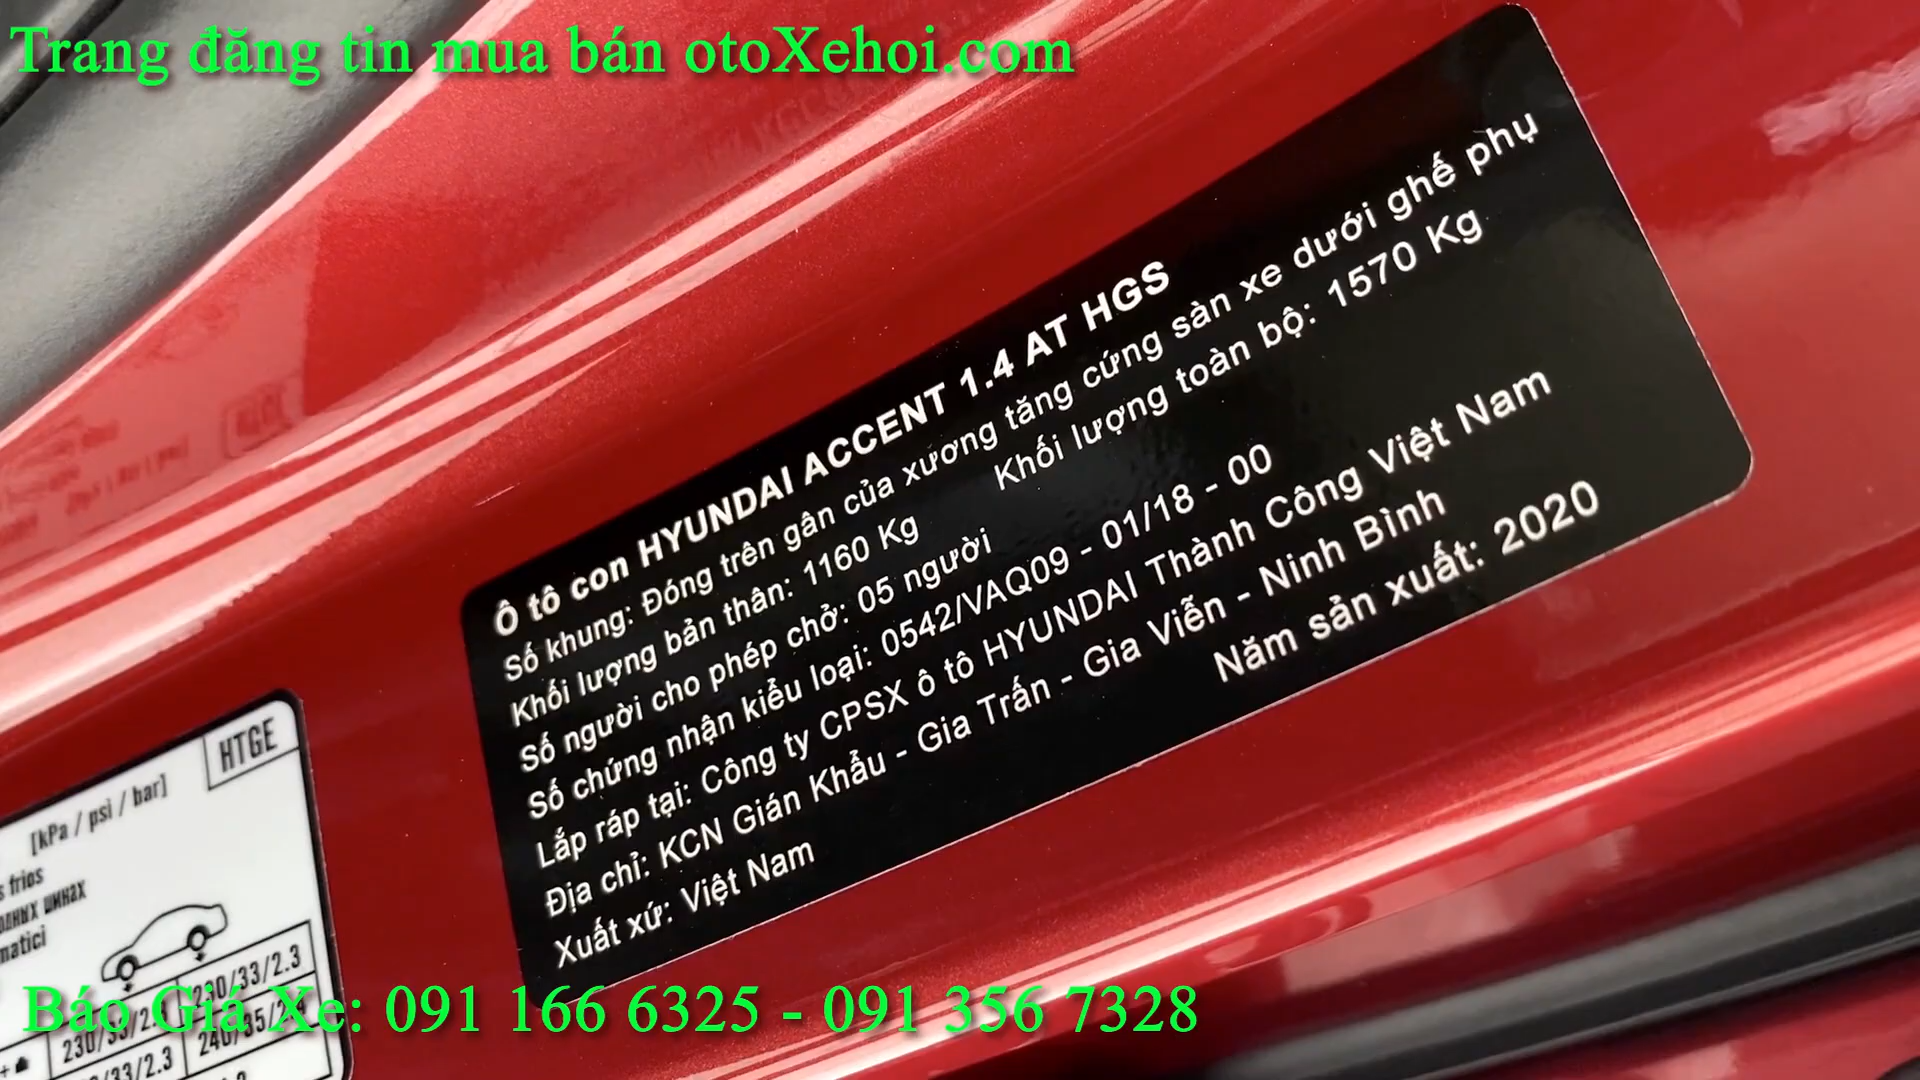 Trang đăng tin mua bán otoXehoi.com
Ô tô con HYUNDAI ACCENT 1.4 AT HGS
Số khung: Đóng trên gân của xương tăng cứng sàn xe dưới ghế phụ
Khối lượng bản thân: 1160 Kg Khối lượng toàn bộ: 1570 Kg
Số người cho phép chở: 05 người
Số chứng nhận kiểu loại: 0542/VAQ09 - 01/18 - 00
Lắp ráp tại: Công ty CPSX ô tô HYUNDAI Thành Công Việt Nam
Địa chỉ: KCN Gián Khẩu - Gia Trấn - Gia Viễn - Ninh Bình
Xuất xứ: Việt Nam Năm sản xuất: 2020
HTGE
[kPa / psi / bar]
frios
шинах
matici
230/33/2.3
Báo Giá Xe: 091 166 6325 - 091 356 7328